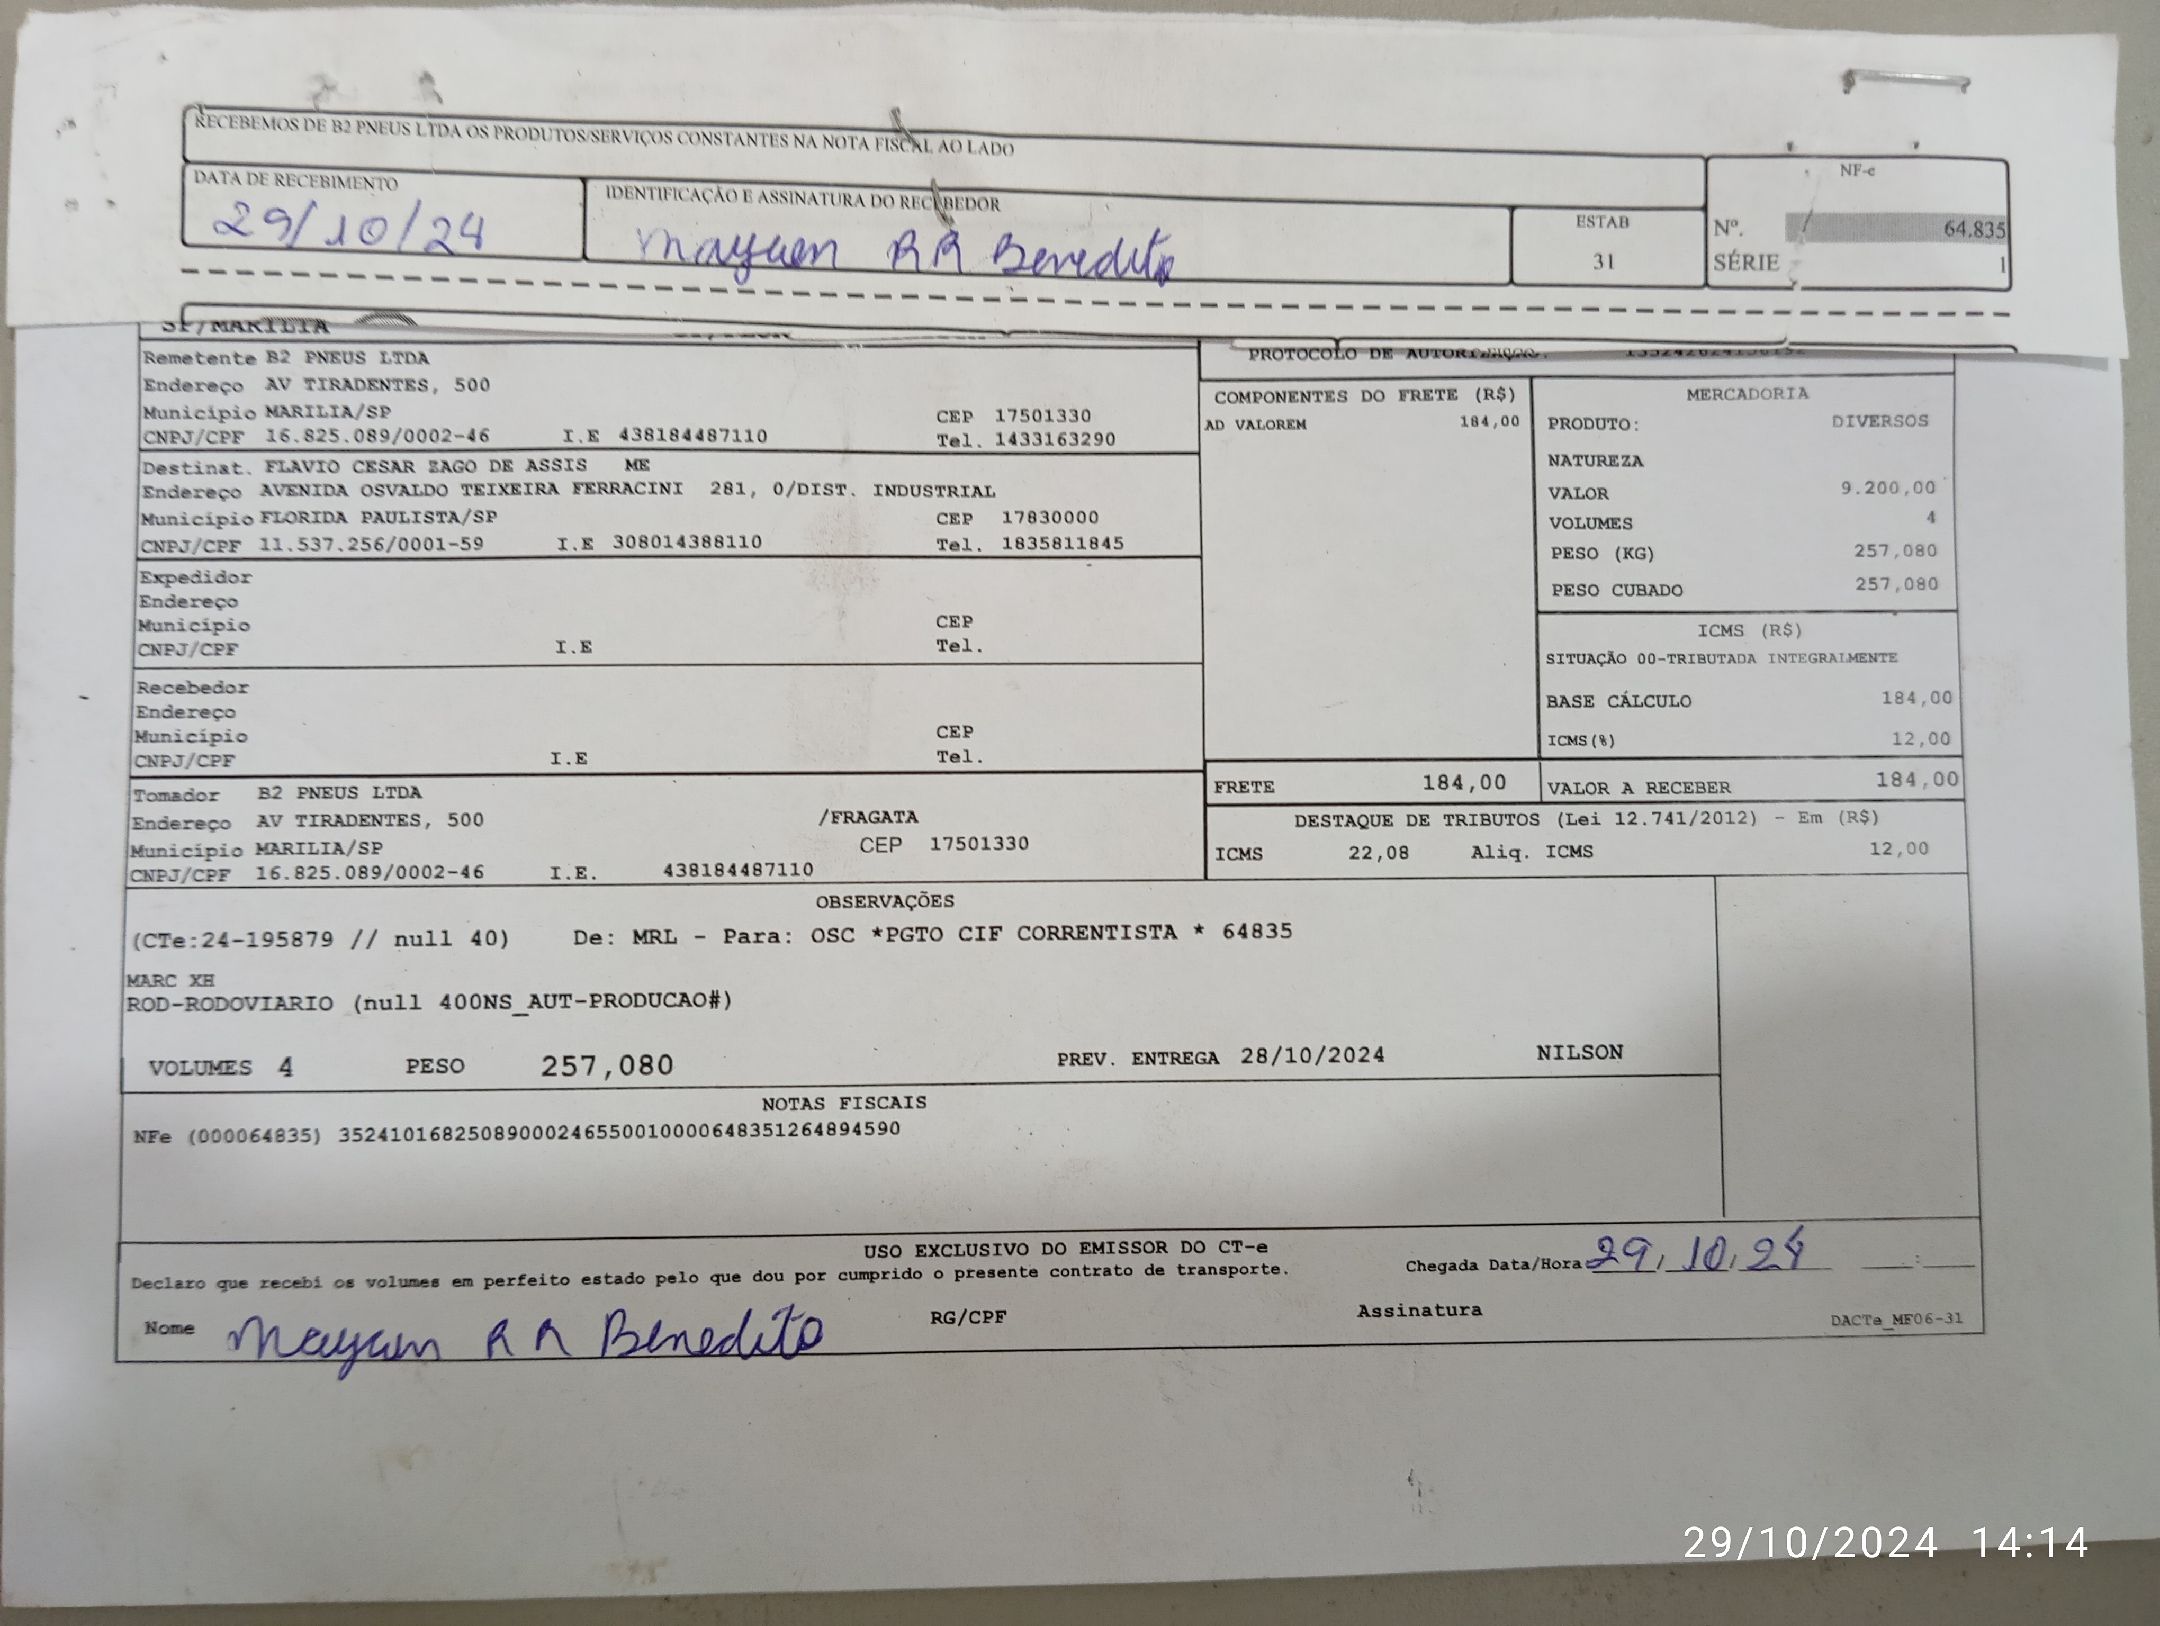 RECEBEMOS DE B2 PNEUS LTDA OS PRODUTOS/SERVIÇOS CONSTANTES NA NOTA FISCAL AO LADO
DATA DE RECEBIMENTO
29/10/24
IDENTIFICAÇÃO E ASSINATURA DO RECEBEDOR
RR Benedito
ESTAB
31
NF-e
Nº. 64.835
SÉRIE 1
SP/MARILIA
Remetente B2 PNEUS LTDA
Endereço AV TIRADENTES, 500
Município MARILIA/SP CEP 17501330
CNPJ/CPF 16.825.089/0002-46 I.E 438184487110 Tel. 1433163290
Destinat. FLAVIO CESAR ZAGO DE ASSIS ME
Endereço AVENIDA OSVALDO TEIXEIRA FERRACINI 281, 0/DIST. INDUSTRIAL
Município FLORIDA PAULISTA/SP CEP 17830000
CNPJ/CPF 11.537.256/0001-59 I.E 308014388110 Tel. 1835811845
Expedidor
Endereço
Município CEP
CNPJ/CPF I.E Tel.
Recebedor
Endereço
Município CEP
CNPJ/CPF I.E Tel.
Tomador B2 PNEUS LTDA
Endereço AV TIRADENTES, 500 /FRAGATA
Município MARILIA/SP CEP 17501330
CNPJ/CPF 16.825.089/0002-46 I.E. 438184487110
PROTOCOLO DE
COMPONENTES DO FRETE (R$)
AD VALOREM 184,00
MERCADORIA
PRODUTO: DIVERSOS
NATUREZA
VALOR 9.200,00
VOLUMES 4
PESO (KG) 257,080
PESO CUBADO 257,080
ICMS (R$)
SITUAÇÃO 00-TRIBUTADA INTEGRALMENTE
BASE CÁLCULO 184,00
ICMS(%) 12,00
FRETE 184,00 VALOR A RECEBER 184,00
DESTAQUE DE TRIBUTOS (Lei 12.741/2012) - Em (R$)
ICMS 22,08 Aliq. ICMS 12,00
OBSERVAÇÕES
(CTe:24-195879 // null 40) De: MRL - Para: OSC *PGTO CIF CORRENTISTA * 64835
MARC XH
ROD-RODOVIARIO (null 400NS_AUT-PRODUCAO#)
VOLUMES 4 PESO 257,080 PREV. ENTREGA 28/10/2024 NILSON
NOTAS FISCAIS
NFe (000064835) 35241016825089000246550010000648351264894590
USO EXCLUSIVO DO EMISSOR DO CT-e
Declaro que recebi os volumes em perfeito estado pelo que dou por cumprido o presente contrato de transporte.
Chegada Data/Hora 29/10/24 :
Nome RR Benedito RG/CPF Assinatura
DACTe_MF06-31
29/10/2024 14:14